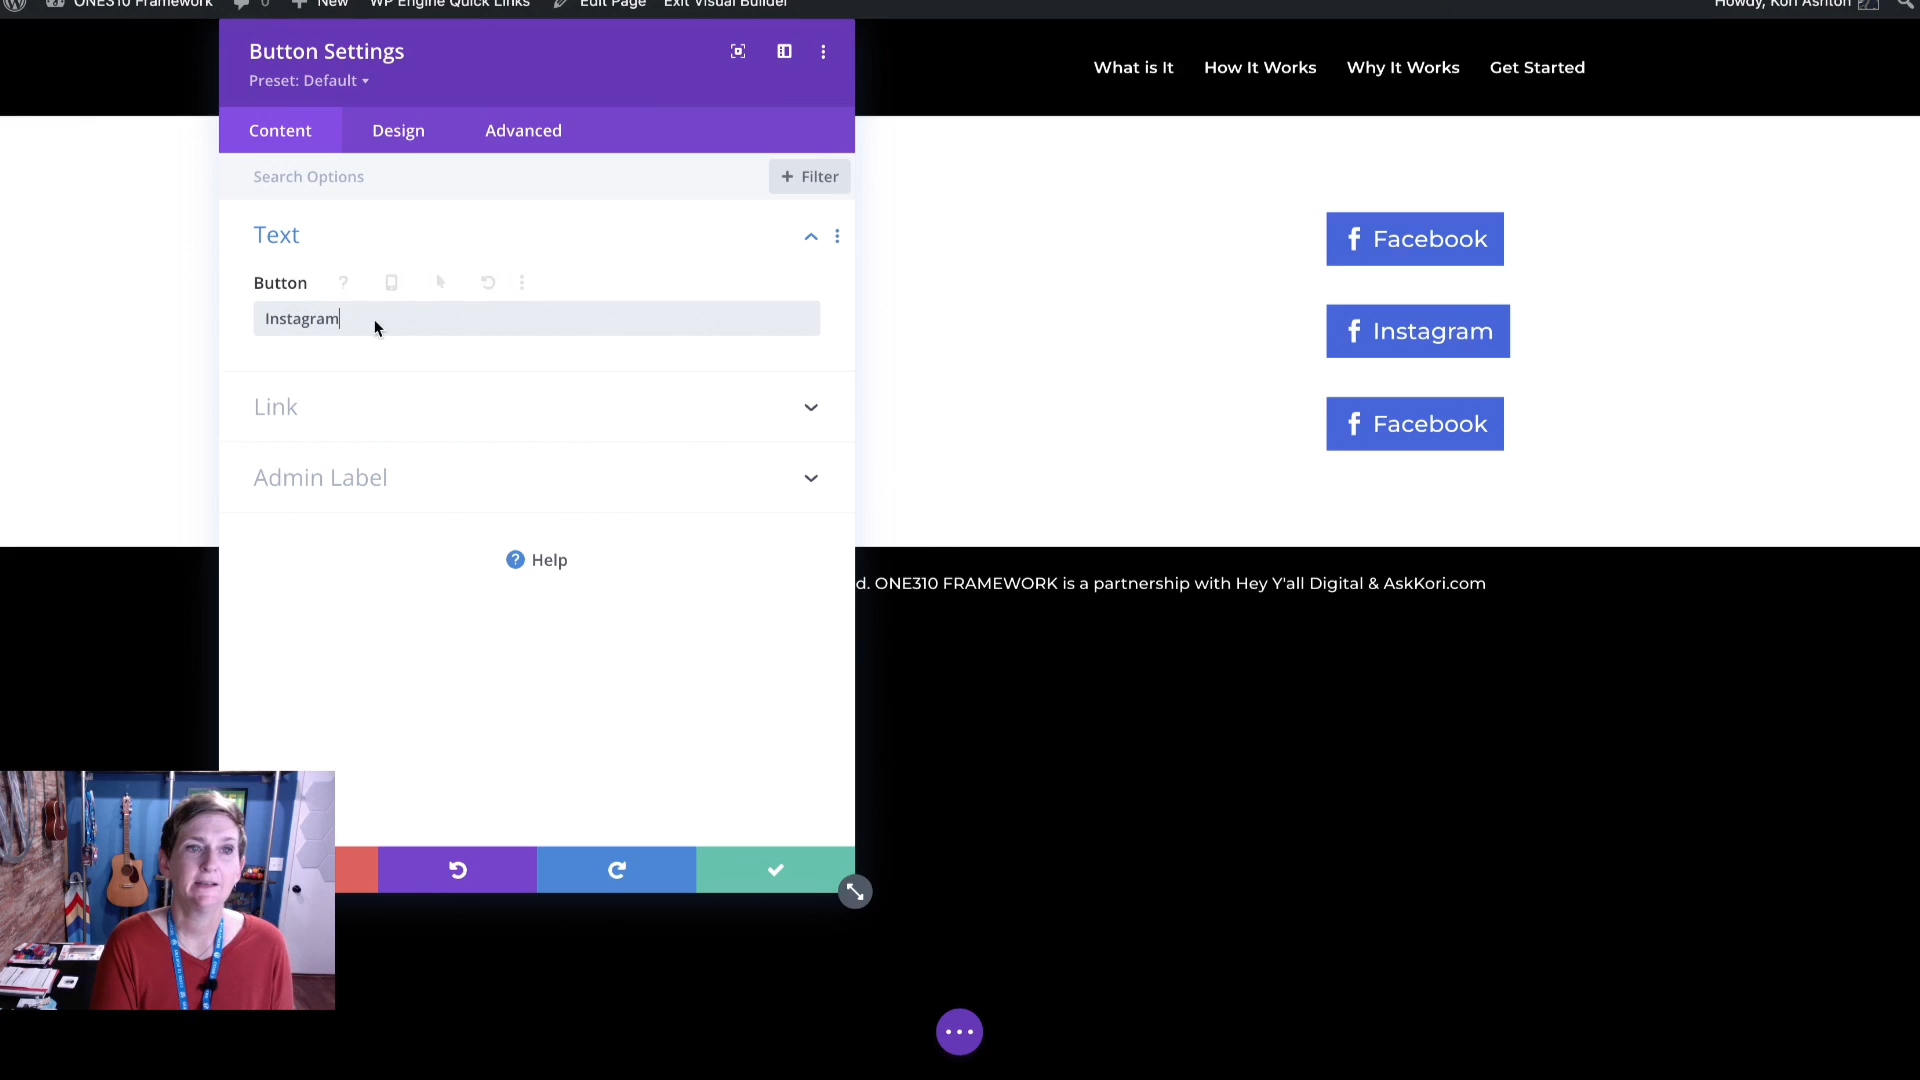 ONE310 Framework 0 New WP Engine Quick Links Edit Page Exit Visual Builder Howdy, Kori Ashton
Button Settings
Preset: Default
What is It How It Works Why It Works Get Started
Content Design Advanced
Search Options
+ Filter
Text
Button ?
Instagram
Link
Admin Label
? Help
f Facebook
f Instagram
f Facebook
d. ONE310 FRAMEWORK is a partnership with Hey Y'all Digital & AskKori.com